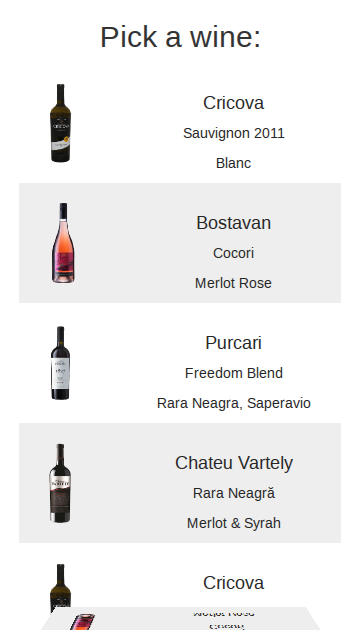 Pick a wine:
Cricova
Sauvignon 2011
Blanc
Bostavan
Cocori
Merlot Rose
Purcari
Freedom Blend
Rara Neagra, Saperavio
Chateu Vartely
Rara Neagră
Merlot & Syrah
Cricova